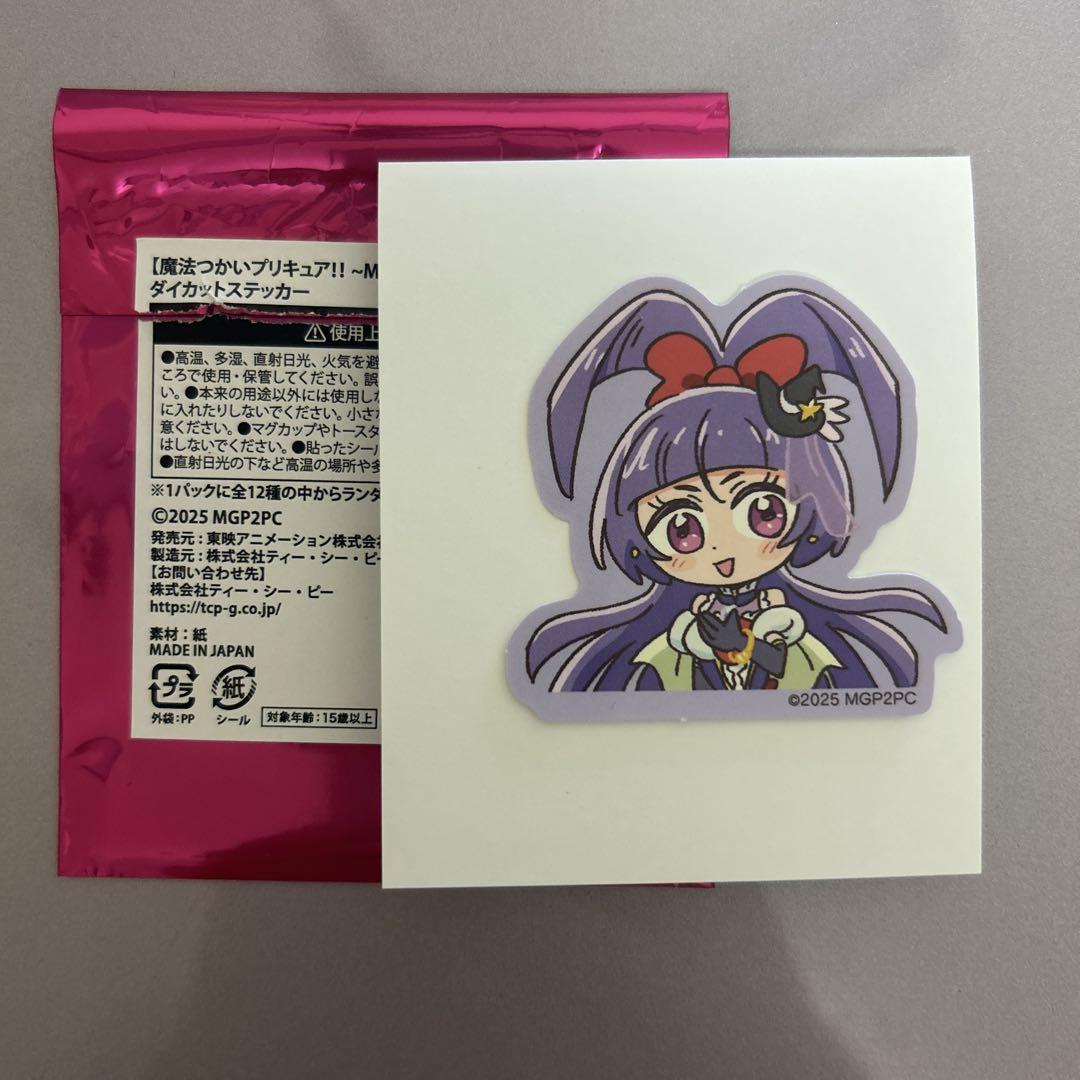 【魔法つかいプリキュア!! ~M
ダイカットステッカー
⚠使用上
●高温、多湿、直射日光、火気を避
ころで使用・保管してください。誤
い。●本来の用途以外には使用しな
に入れたりしないでください。小さ
意ください。●マグカップやトースタ
はしないでください。●貼ったシール
●直射日光の下など高温の場所や多
※1パックに全12種の中からランダ
©2025 MGP2PC
発売元：東映アニメーション株式会社
製造元：株式会社ティー・シー・ピー
【お問い合わせ先】
株式会社ティー・シー・ピー
https://tcp-g.co.jp/
素材：紙
MADE IN JAPAN
プラ
外袋：PP
紙
シール
対象年齢：15歳以上
©2025 MGP2PC